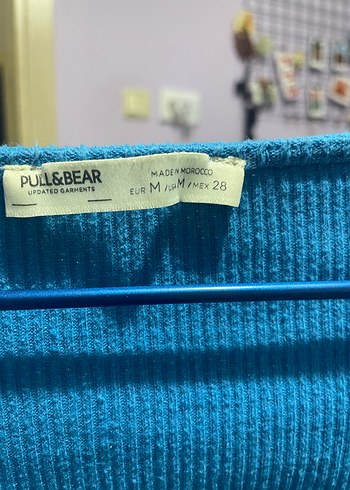 PULL&BEAR
UPDATED GARMENTS
MADE IN MOROCCO
EUR M / USA M / MEX 28